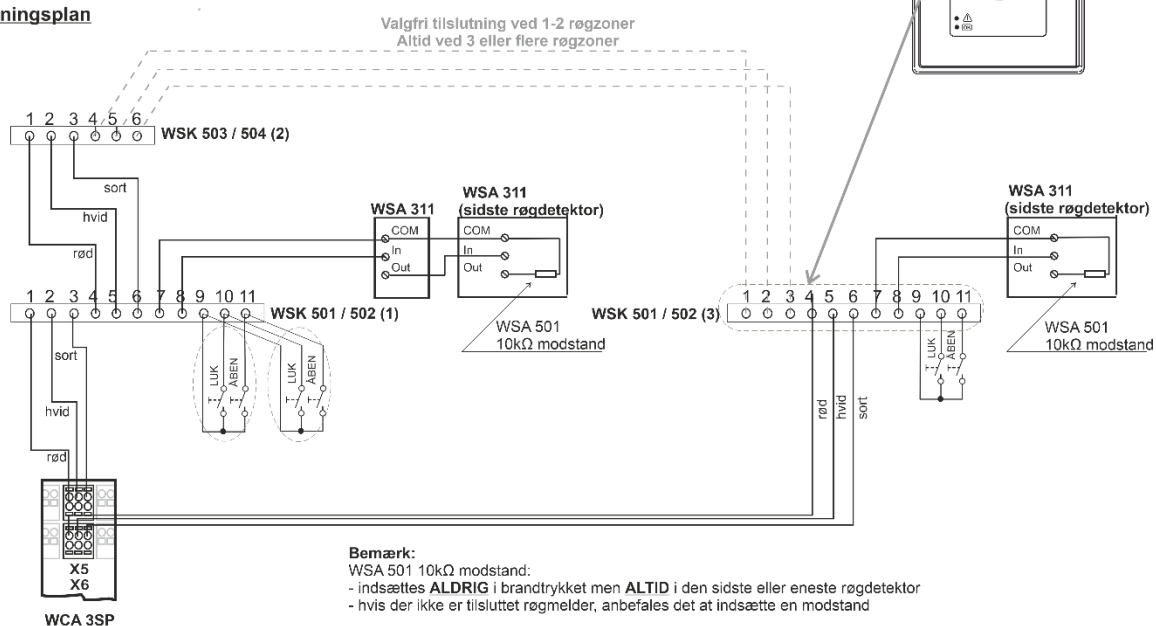 ningsplan
Valgfri tilslutning ved 1-2 røgzoner
Altid ved 3 eller flere røgzoner
OK
1 2 3 4 5 6
WSK 503 / 504 (2)
sort
hvid
rød
WSA 311
COM
In
Out
WSA 311
(sidste røgdetektor)
COM
In
Out
WSA 501
10kΩ modstand
1 2 3 4 5 6 7 8 9 10 11
WSK 501 / 502 (1)
LUK
ÅBEN
LUK
ÅBEN
sort
hvid
rød
WSA 311
(sidste røgdetektor)
COM
In
Out
WSA 501
10kΩ modstand
WSK 501 / 502 (3)
1 2 3 4 5 6 7 8 9 10 11
LUK
ÅBEN
rød
hvid
sort
X5
X6
WCA 3SP
Bemærk:
WSA 501 10kΩ modstand:
- indsættes ALDRIG i brandtrykket men ALTID i den sidste eller eneste røgdetektor
- hvis der ikke er tilsluttet røgmelder, anbefales det at indsætte en modstand